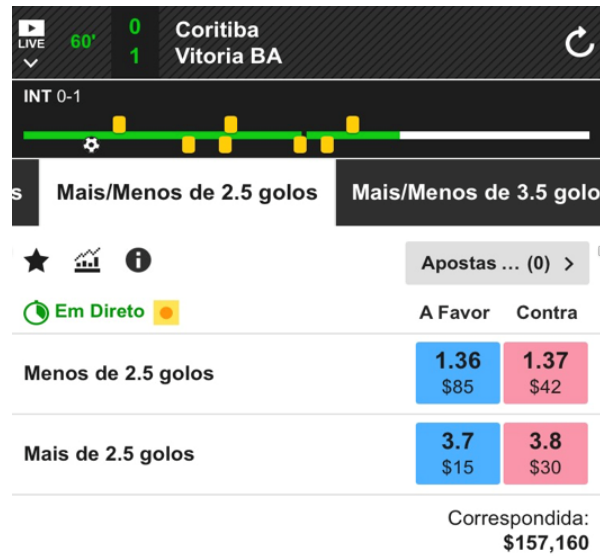 LIVE 60' 0 Coritiba
1 Vitoria BA
INT 0-1
s Mais/Menos de 2.5 golos Mais/Menos de 3.5 golo
Apostas ... (0) >
Em Direto A Favor Contra
Menos de 2.5 golos 1.36 1.37
$85 $42
Mais de 2.5 golos 3.7 3.8
$15 $30
Correspondida:
$157,160